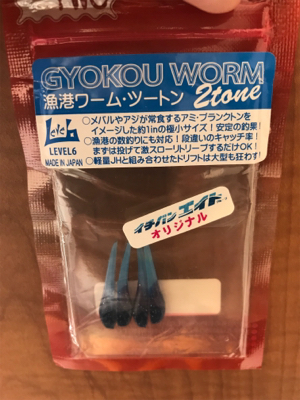 GYOKOU WORM
漁港ワーム・ツートン 2tone
LEVEL6
MADE IN JAPAN
○メバルやアジが常食するアミ・プランクトンを
イメージした約1inの極小サイズ！安定の釣果！
○漁港の数釣りにも対応！段違いのキャッチ率！
まずは投げて激スローリトリーブするだけOK！
○軽量JHと組み合わせたドリフトは大型も狂わす！
イチバンエイト
オリジナル